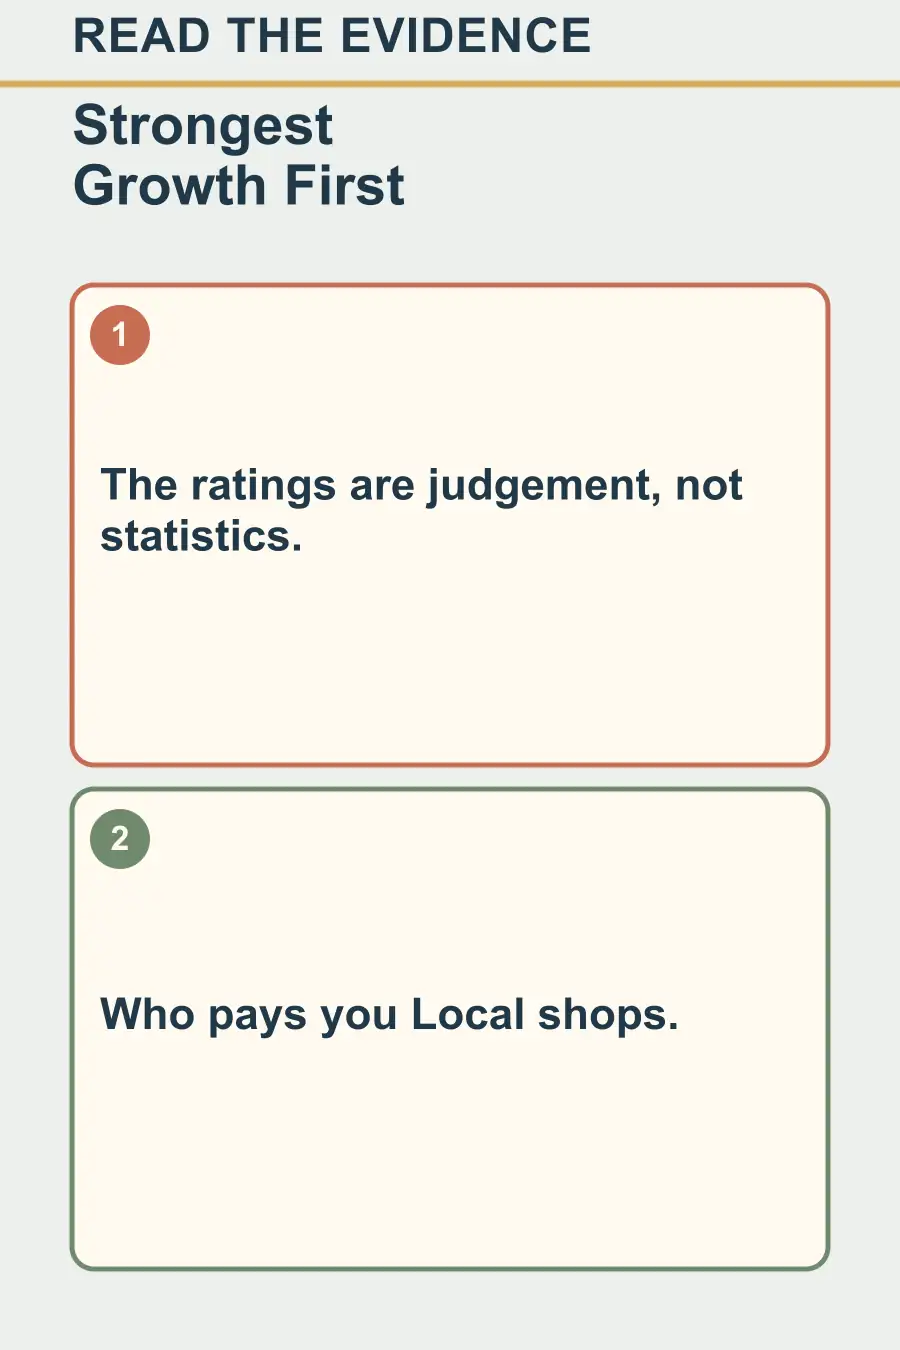 READ THE EVIDENCE
Strongest
Growth First
1
The ratings are judgement, not
statistics.
2
Who pays you Local shops.